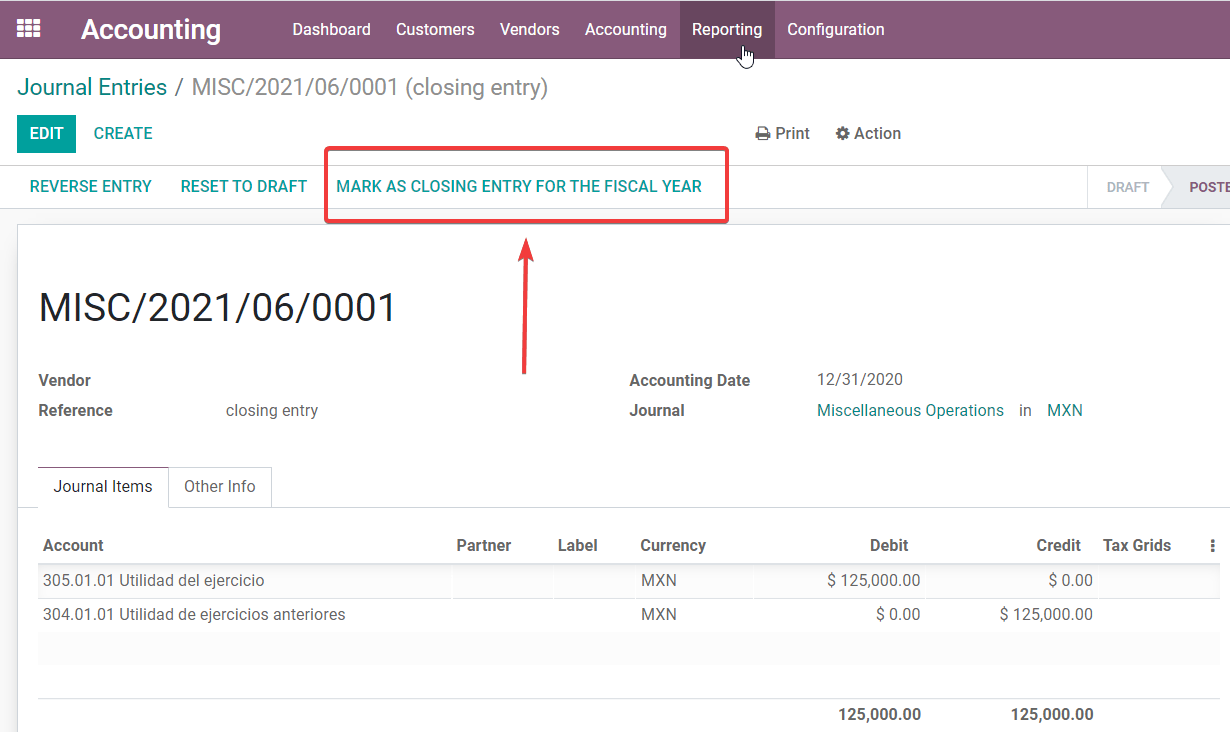 Accounting Dashboard Customers Vendors Accounting Reporting Configuration
Journal Entries / MISC/2021/06/0001 (closing entry)
EDIT CREATE Print Action
REVERSE ENTRY RESET TO DRAFT MARK AS CLOSING ENTRY FOR THE FISCAL YEAR DRAFT POSTE
MISC/2021/06/0001
Vendor Accounting Date 12/31/2020
Reference closing entry Journal Miscellaneous Operations in MXN
Journal Items Other Info
Account Partner Label Currency Debit Credit Tax Grids
305.01.01 Utilidad del ejercicio MXN $ 125,000.00 $ 0.00
304.01.01 Utilidad de ejercicios anteriores MXN $ 0.00 $ 125,000.00
125,000.00 125,000.00